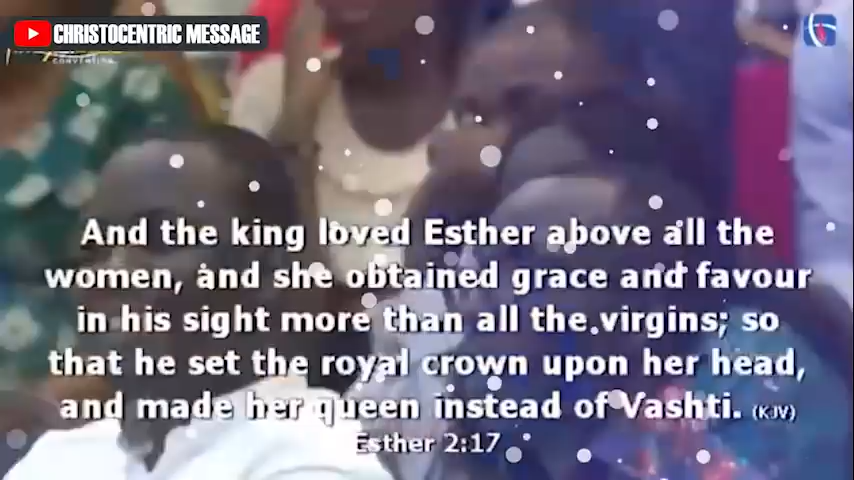 CHRISTOCENTRIC MESSAGE
CONVENTION
And the king loved Esther above all the
women, and she obtained grace and favour
in his sight more than all the virgins; so
that he set the royal crown upon her head,
and made her queen instead of Vashti. (KJV)
Esther 2:17